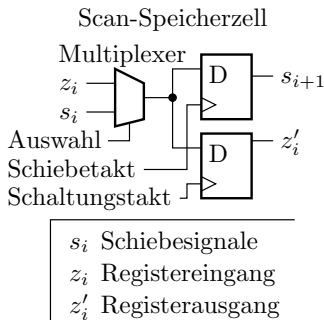 Scan-Speicherzell
Multiplexer
z_i
s_i
D
s_{i+1}
Auswahl
D
z'_i
Schiebetakt
Schaltungstakt
s_i Schiebesignale
z_i Registereingang
z'_i Registerausgang